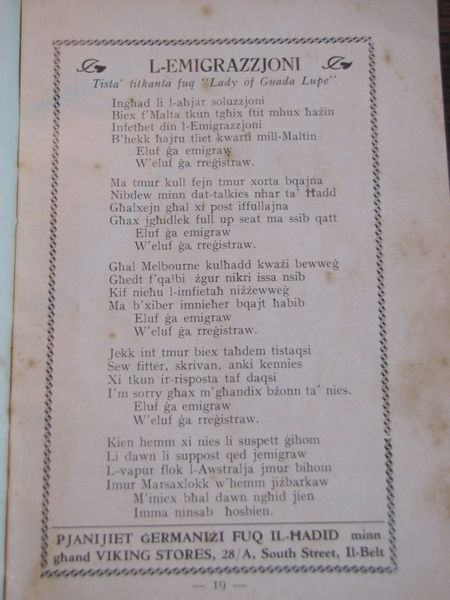 L-EMIGRAZZJONI
Tista' titkanta fuq "Lady of Guada Lupe"
Ingħad li l-aħjar soluzzjoni
Biex f'Malta tkun tgħix ftit mhux ħażin
Infetħet din l-Emigrazzjoni
B'hekk ħajru tliet kwarti mill-Maltin
Eluf ġa emigraw
W'eluf ġa rreġistraw.
Ma tmur kull fejn tmur xorta bqajna
Nibdew minn dat-talkies nhar ta' Ħadd
Għalxejn għal xi post iffullajna
Għax jgħidlek full up seat ma ssib qatt
Eluf ġa emigraw
W'eluf ġa rreġistraw.
Għal Melbourne kulħadd kważi bewweġ
Għedt f'qalbi żgur nikri issa nsib
Kif nieħu l-imfietaħ niżżewweġ
Ma b'xiber imnieher bqajt ħabib
Eluf ġa emigraw
W'eluf ġa rreġistraw.
Jekk int tmur biex taħdem tistaqsi
Sew fitter, skrivan, anki kennies
Xi tkun ir-risposta taf daqsi
I'm sorry għax m'għandix bżonn ta' nies.
Eluf ġa emigraw
W'eluf ġa rreġistraw.
Kien hemm xi nies li suspett ġihom
Li dawn li suppost qed jemigraw
L-vapur flok l-Awstralja jmur bihom
Imur Marsaxlokk w'hemm jiżbarkaw
M'iniex bħal dawn ngħid jien
Imma ninsab ħosbien.
PJANIJIET ĠERMANIŻI FUQ IL-ĦADID minn
għand VIKING STORES, 28/A, South Street, Il-Belt
— 19 —